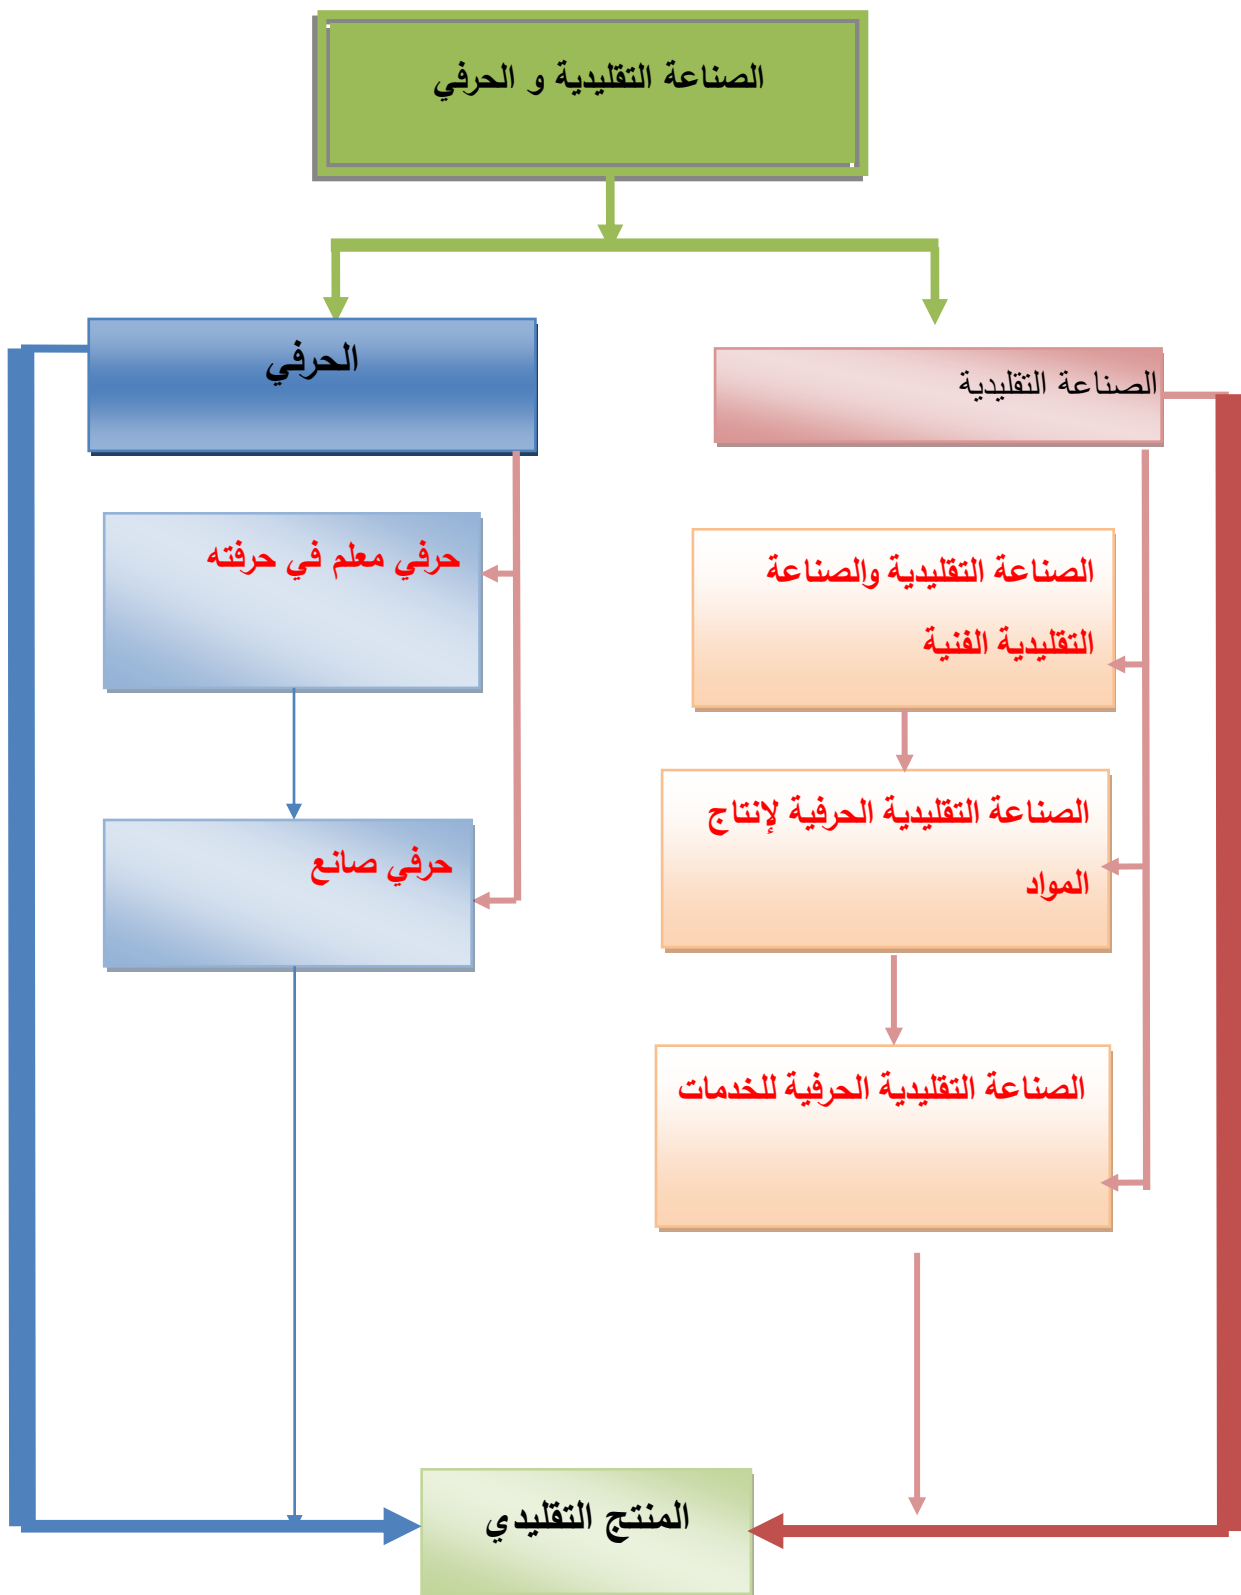 الصناعة التقليدية و الحرفي
الصناعة التقليدية
الحرفي
الصناعة التقليدية والصناعة
التقليدية الفنية
الصناعة التقليدية الحرفية لإنتاج
المواد
الصناعة التقليدية الحرفية للخدمات
حرفي معلم في حرفته
حرفي صانع
المنتج التقليدي